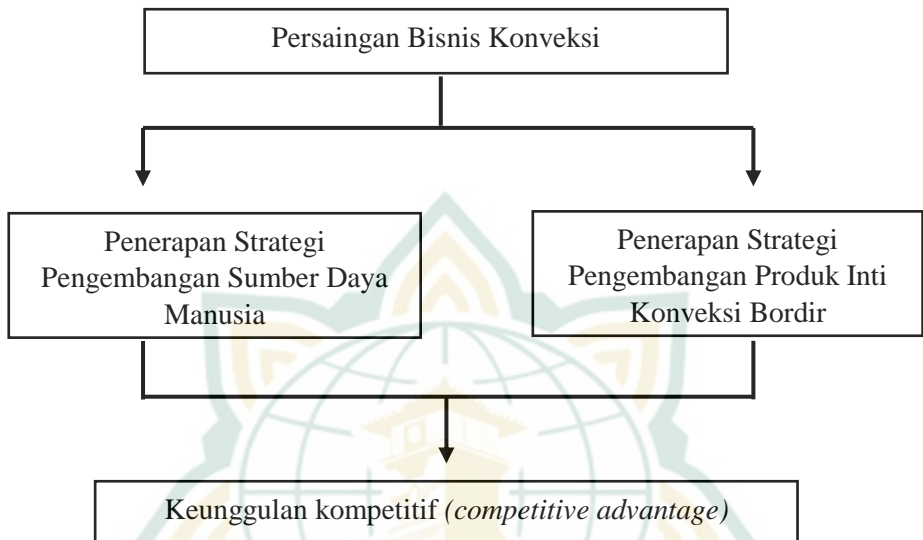 Persaingan Bisnis Konveksi
Penerapan Strategi
Pengembangan Sumber Daya
Manusia
Penerapan Strategi
Pengembangan Produk Inti
Konveksi Bordir
Keunggulan kompetitif (competitive advantage)